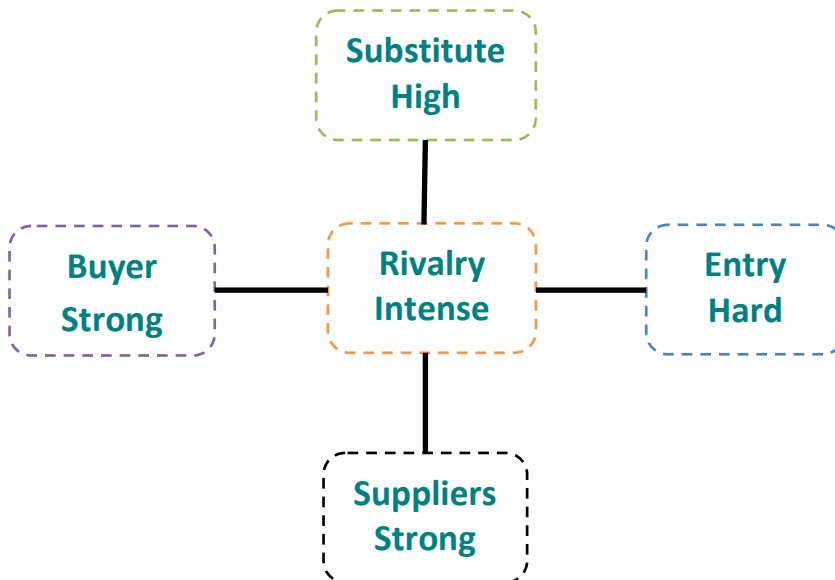 Substitute
High
Buyer
Strong
Rivalry
Intense
Entry
Hard
Suppliers
Strong